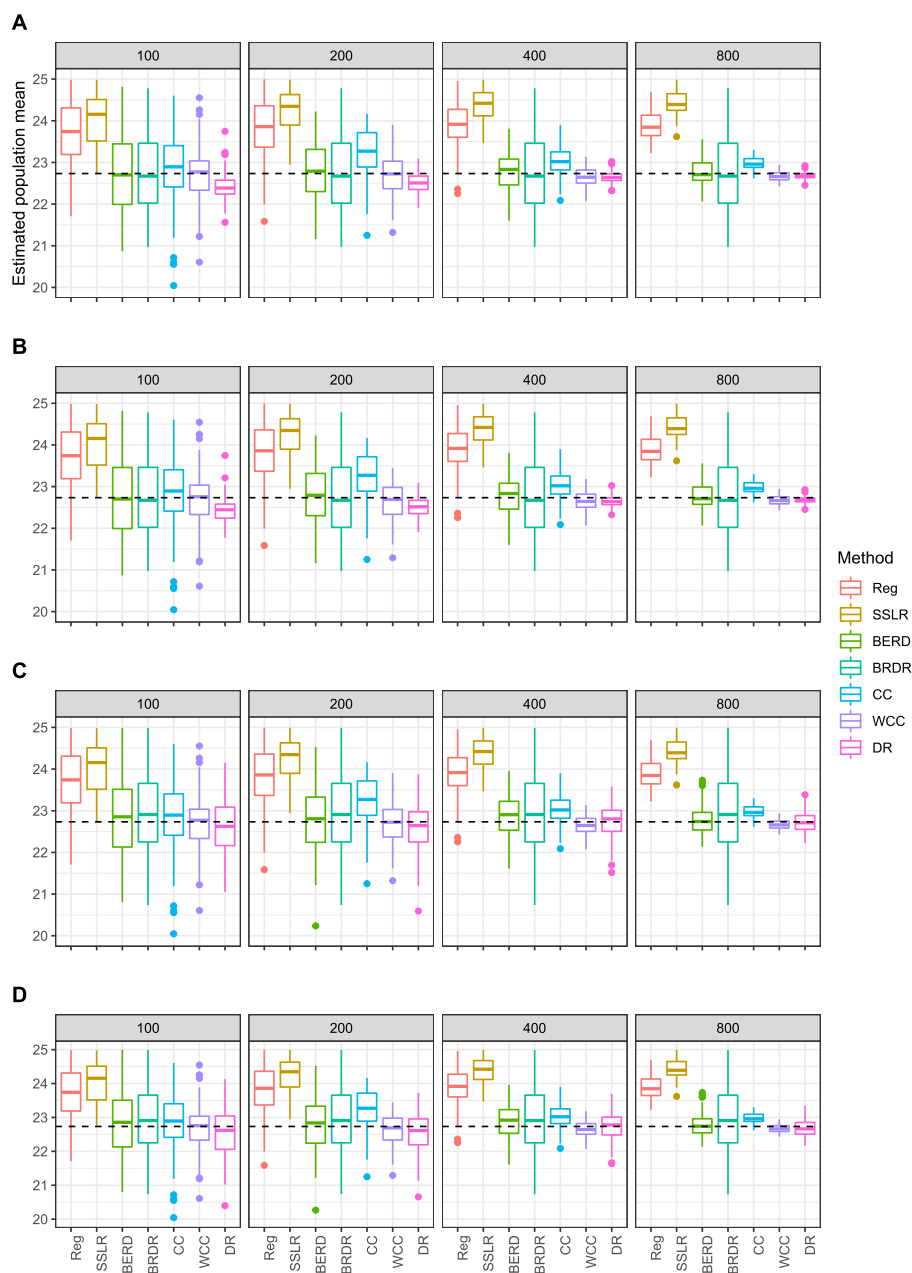 A
100 200 400 800
25
24
23
22
21
20
Estimated population mean
B
100 200 400 800
25
24
23
22
21
20
Method
Reg
SSLR
BERD
BRDR
CC
WCC
DR
C
100 200 400 800
25
24
23
22
21
20
D
100 200 400 800
25
24
23
22
21
20
Reg SSLR BERD BRDR CC WCC DR Reg SSLR BERD BRDR CC WCC DR Reg SSLR BERD BRDR CC WCC DR Reg SSLR BERD BRDR CC WCC DR